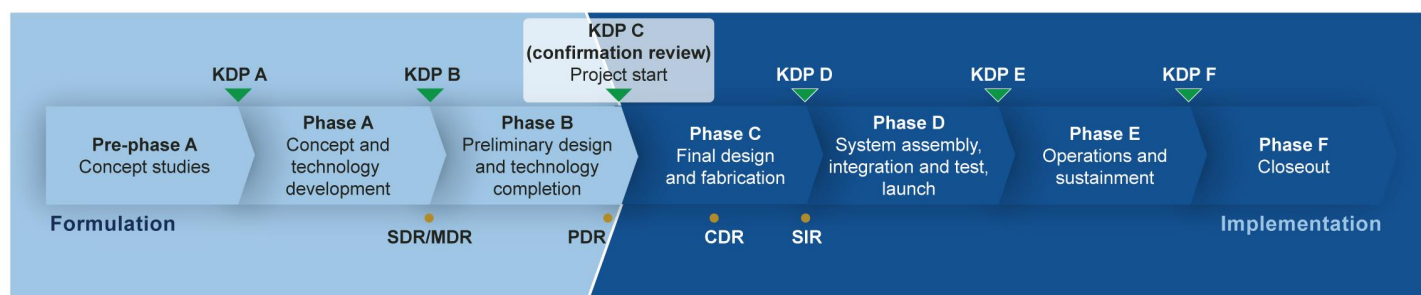 KDP C
(confirmation review)
Project start
KDP A
KDP B
KDP D
KDP E
KDP F
Pre-phase A
Concept studies
Phase A
Concept and
technology
development
Phase B
Preliminary design
and technology
completion
Phase C
Final design
and fabrication
Phase D
System assembly,
integration and test,
launch
Phase E
Operations and
sustainment
Phase F
Closeout
Formulation
SDR/MDR
PDR
CDR
SIR
Implementation